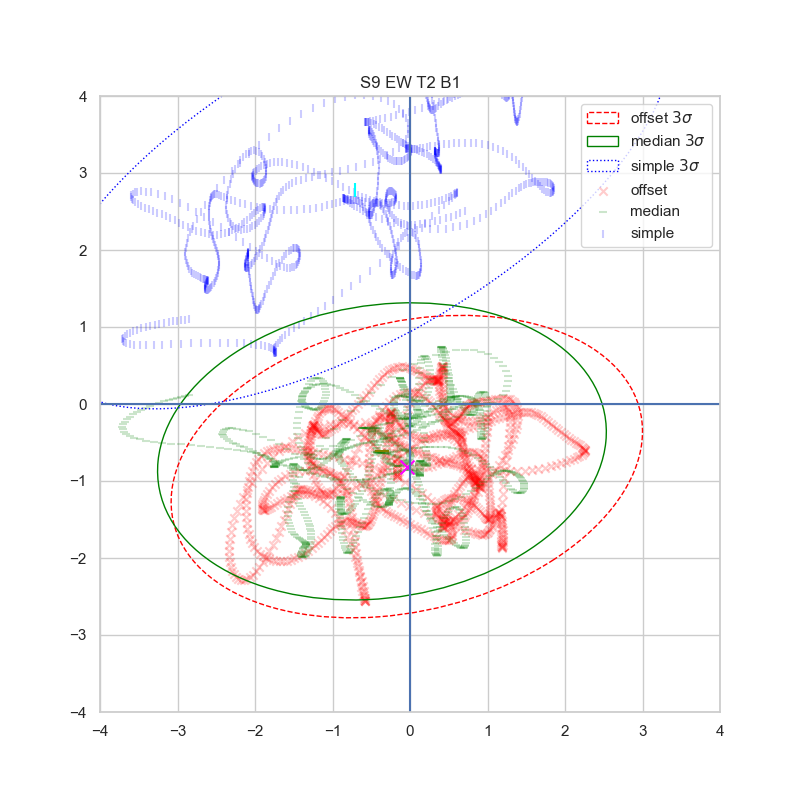 S9 EW T2 B1
offset 3σ
median 3σ
simple 3σ
offset
median
simple
4
3
2
1
0
−1
−2
−3
−4
−4 −3 −2 −1 0 1 2 3 4